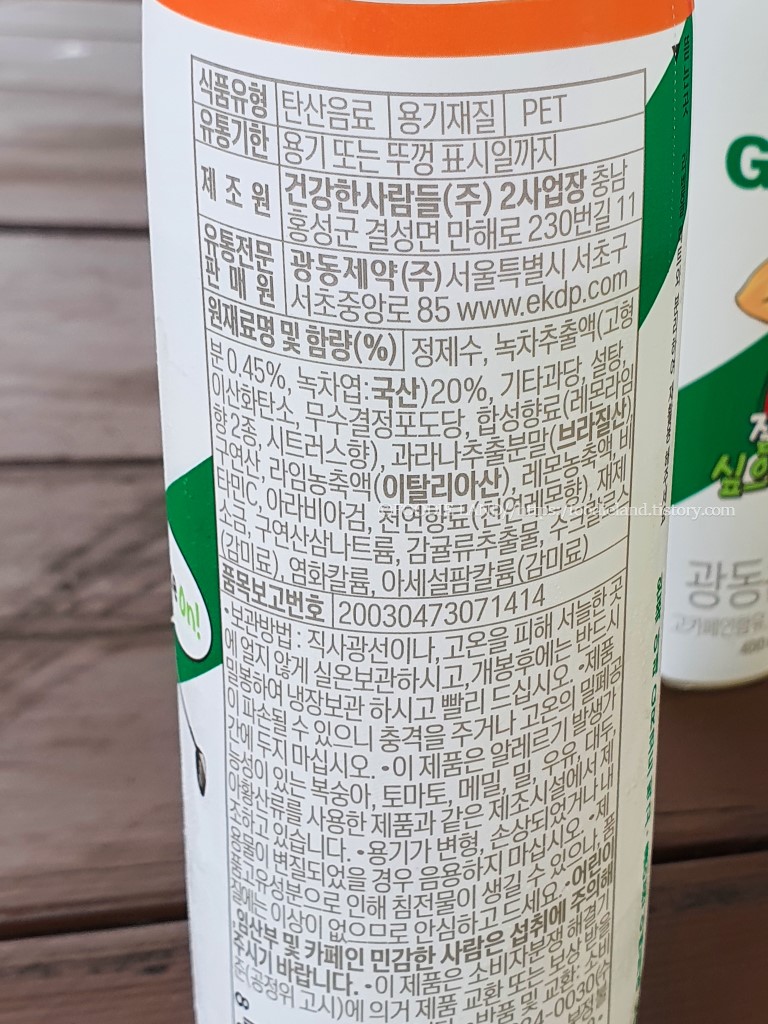 식품유형 탄산음료 용기재질 PET
유통기한 용기 또는 뚜껑 표시일까지
제조원 건강한사람들(주) 2사업장 충남
홍성군 결성면 만해로 230번길 11
유통전문
판매원 광동제약(주) 서울특별시 서초구
서초중앙로 85 www.ekdp.com
원재료명 및 함량(%) 정제수, 녹차추출액(고형
분 0.45%, 녹차엽:국산)20%, 기타과당, 설탕,
이산화탄소, 무수결정포도당, 합성향료(레모라임
향2종, 시트러스향), 과라나추출분말(브라질산),
구연산, 라임농축액(이탈리아산), 레몬농축액, 비
타민C, 아라비아검, 천연향료(천연레몬향), 재제
소금, 구연산삼나트륨, 감귤류추출물, 수크랄로스
(감미료), 염화칼륨, 아세설팜칼륨(감미료)
품목보고번호 20030473071414
•보관방법 : 직사광선이나, 고온을 피해 서늘한 곳
에 얼지 않게 실온보관하시고,개봉후에는 반드시
밀봉하여 냉장보관 하시고 빨리 드십시오. •제품
이 파손될 수 있으니 충격을 주거나 고온의 밀폐공
간에 두지 마십시오. •이 제품은 알레르기 발생가
능성이 있는 복숭아, 토마토, 메밀, 밀, 우유, 대두,
아황산류를 사용한 제품과 같은 제조시설에서 제
조하고 있습니다. •용기가 변형, 손상되었거나 내
용물이 변질되었을 경우 음용하지 마십시오. •제
품고유성분으로 인해 침전물이 생길 수 있으나, 품
질에는 이상이 없으므로 안심하고 드세요. •어린이,
임산부 및 카페인 민감한 사람은 섭취에 주의해
주시기 바랍니다. •이 제품은 소비자분쟁 해결기
준(공정위 고시)에 의거 제품 교환 또는 보상 받을
반품 및 교환: 소비
-0030(수
on!
G
광동
고카페인함유
400
tistory.com